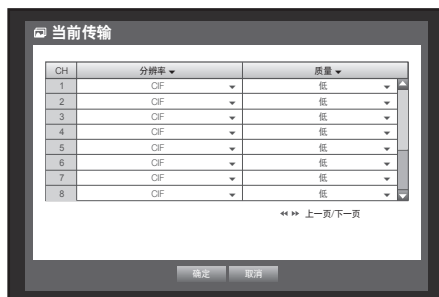 当前传输
CH 分辨率 质量
1 CIF 低
2 CIF 低
3 CIF 低
4 CIF 低
5 CIF 低
6 CIF 低
7 CIF 低
8 CIF 低
上一页/下一页
确定 取消